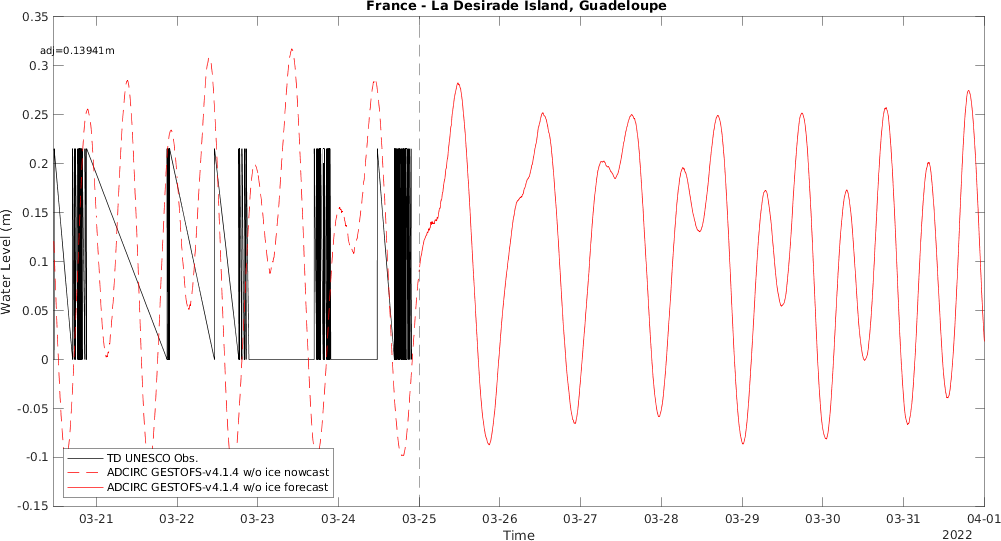 France - La Desirade Island, Guadeloupe
0.35
adj=0.13941m
0.3
0.25
0.2
0.15
0.1
0.05
0
-0.05
-0.1
-0.15
Water Level (m)
TD UNESCO Obs.
ADCIRC GESTOFS-v4.1.4 w/o ice nowcast
ADCIRC GESTOFS-v4.1.4 w/o ice forecast
03-21 03-22 03-23 03-24 03-25 03-26 03-27 03-28 03-29 03-30 03-31 04-01
Time
2022